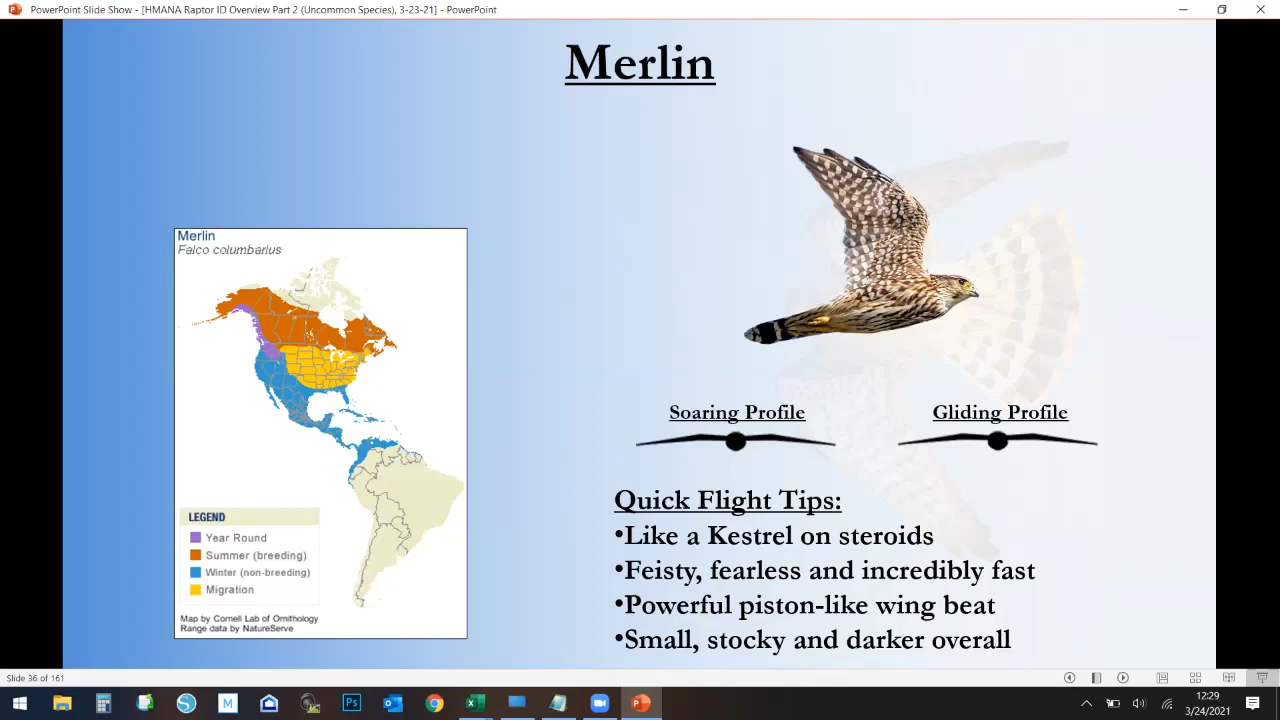 PowerPoint Slide Show - [HMANA Raptor ID Overview Part 2 (Uncommon Species), 3-23-21] - PowerPoint
Merlin
Merlin
Falco columbarius
LEGEND
Year Round
Summer (breeding)
Winter (non-breeding)
Migration
Map by Cornell Lab of Ornithology
Range data by NatureServe
Soaring Profile
Gliding Profile
Quick Flight Tips:
•Like a Kestrel on steroids
•Feisty, fearless and incredibly fast
•Powerful piston-like wing beat
•Small, stocky and darker overall
Slide 36 of 161
M
Ps
12:29
3/24/2021